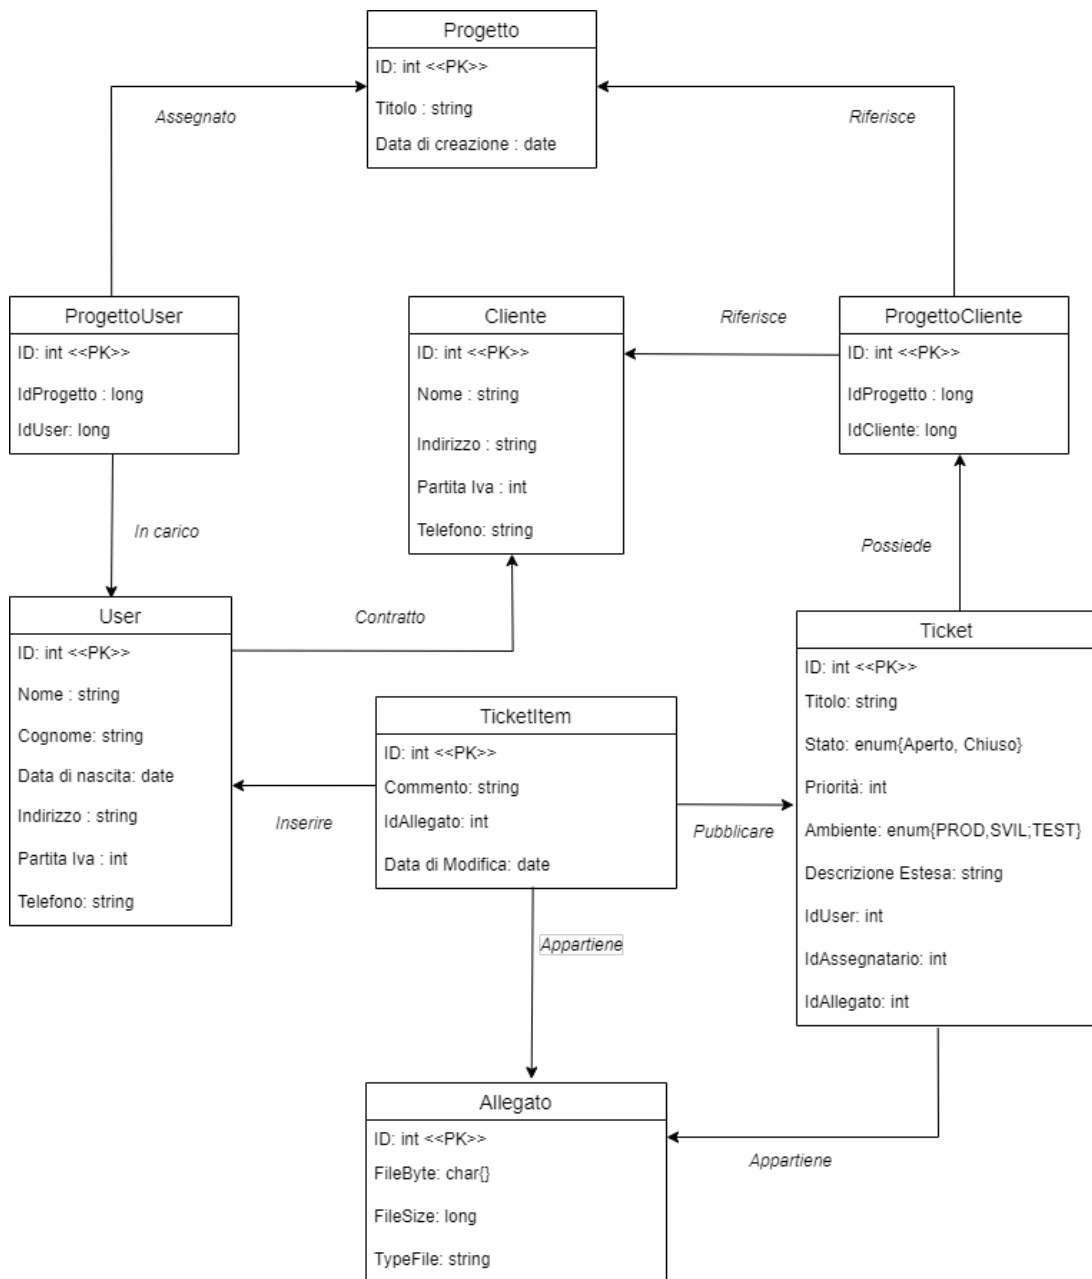 Progetto
ID: int <<PK>>
Titolo : string
Data di creazione : date
Assegnato
Riferisce
ProgettoUser
ID: int <<PK>>
IdProgetto : long
IdUser: long
Cliente
ID: int <<PK>>
Nome : string
Indirizzo : string
Partita Iva : int
Telefono: string
Riferisce
ProgettoCliente
ID: int <<PK>>
IdProgetto : long
IdCliente: long
In carico
Possiede
User
ID: int <<PK>>
Nome : string
Cognome: string
Data di nascita: date
Indirizzo : string
Partita Iva : int
Telefono: string
Contratto
TicketItem
ID: int <<PK>>
Commento: string
IdAllegato: int
Data di Modifica: date
Inserire
Pubblicare
Ticket
ID: int <<PK>>
Titolo: string
Stato: enum{Aperto, Chiuso}
Priorità: int
Ambiente: enum{PROD,SVIL;TEST}
Descrizione Estesa: string
IdUser: int
IdAssegnatario: int
IdAllegato: int
Appartiene
Allegato
ID: int <<PK>>
FileByte: char{}
FileSize: long
TypeFile: string
Appartiene